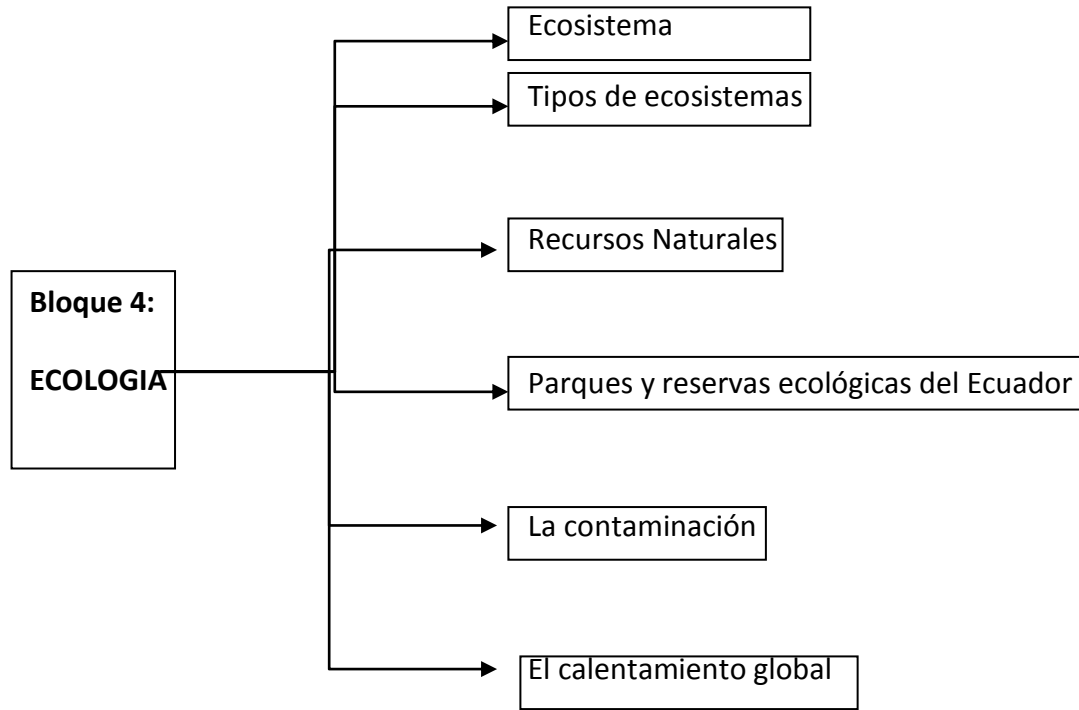 Ecosistema
Tipos de ecosistemas
Recursos Naturales
Bloque 4:
ECOLOGIA
Parques y reservas ecológicas del Ecuador
La contaminación
El calentamiento global